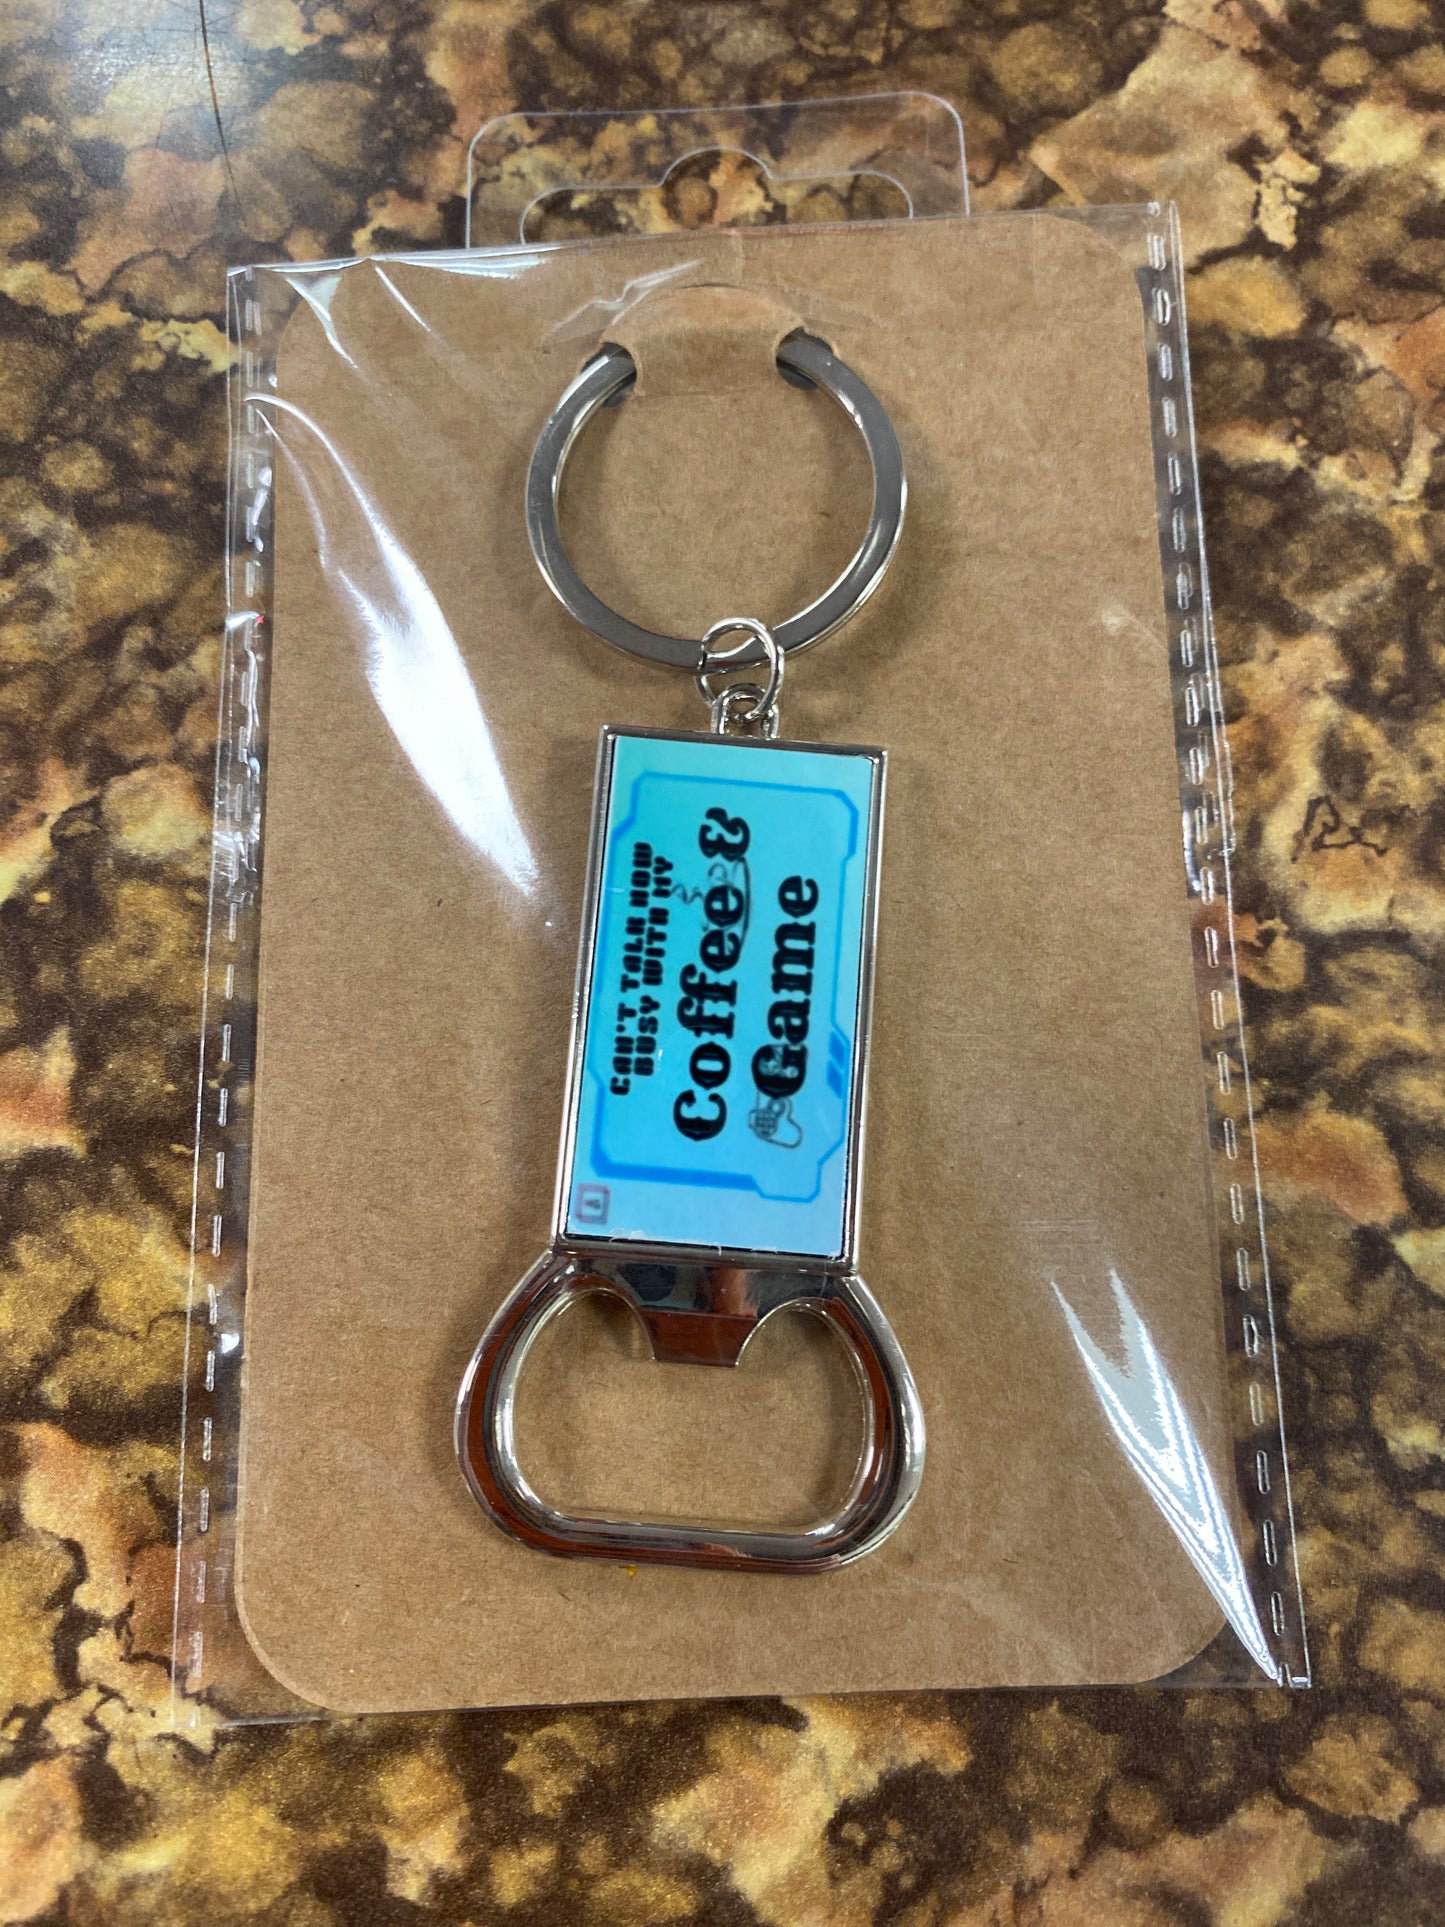 CAN'T TALK NOW
BUSY WITH MY
Coffee &
Game